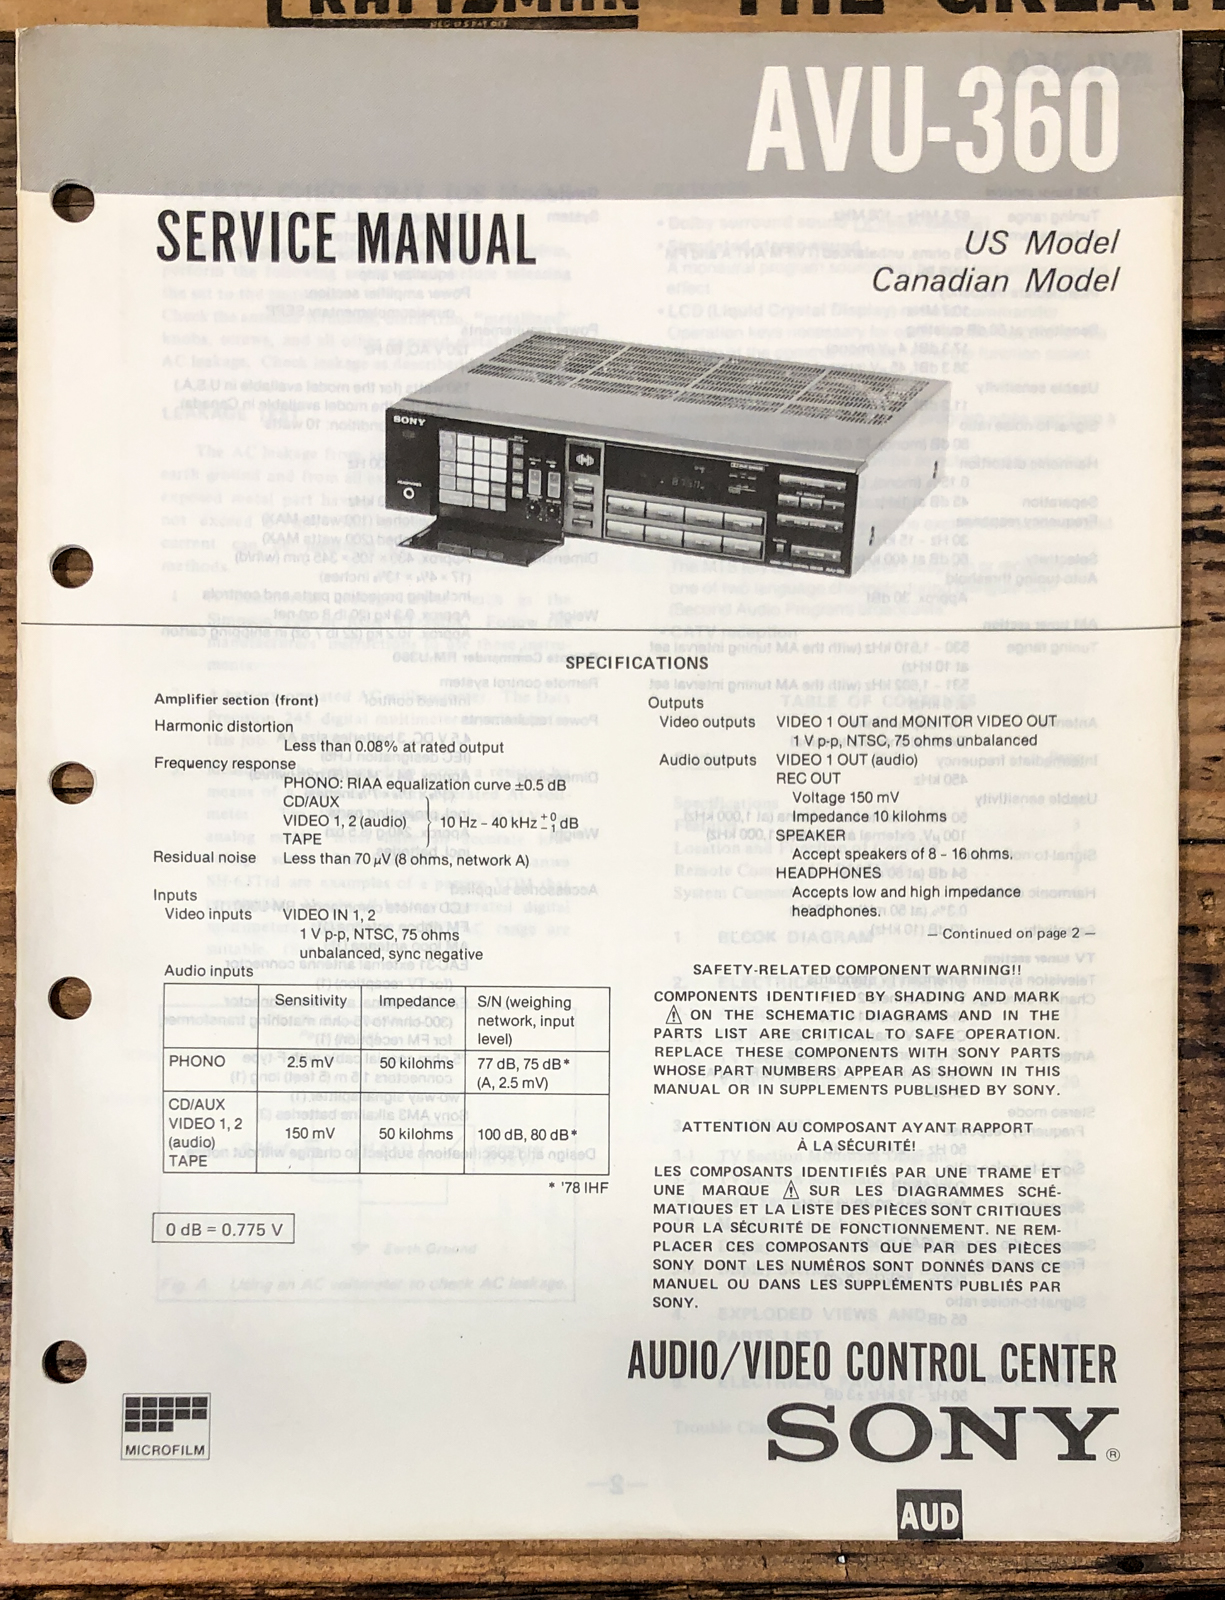 CRAFTSMAN
REG. U.S. PAT. OFF.
THE GREAT
AVU-360
SERVICE MANUAL
US Model
Canadian Model
SONY
HEADPHONES
SPECIFICATIONS
Amplifier section (front)
Harmonic distortion
Less than 0.08% at rated output
Frequency response
PHONO: RIAA equalization curve ±0.5 dB
CD/AUX
VIDEO 1, 2 (audio) 10 Hz – 40 kHz +0 −1 dB
TAPE
Residual noise Less than 70 μV (8 ohms, network A)
Inputs
Video inputs VIDEO IN 1, 2
1 V p-p, NTSC, 75 ohms
unbalanced, sync negative
Audio inputs
Sensitivity Impedance S/N (weighing
network, input
level)
PHONO 2.5 mV 50 kilohms 77 dB, 75 dB*
(A, 2.5 mV)
CD/AUX
VIDEO 1, 2
(audio)
TAPE
150 mV 50 kilohms 100 dB, 80 dB*
* '78 IHF
0 dB = 0.775 V
Outputs
Video outputs VIDEO 1 OUT and MONITOR VIDEO OUT
1 V p-p, NTSC, 75 ohms unbalanced
Audio outputs VIDEO 1 OUT (audio)
REC OUT
Voltage 150 mV
Impedance 10 kilohms
SPEAKER
Accept speakers of 8 – 16 ohms.
HEADPHONES
Accepts low and high impedance
headphones.
— Continued on page 2 —
SAFETY-RELATED COMPONENT WARNING!!
COMPONENTS IDENTIFIED BY SHADING AND MARK
⚠ ON THE SCHEMATIC DIAGRAMS AND IN THE
PARTS LIST ARE CRITICAL TO SAFE OPERATION.
REPLACE THESE COMPONENTS WITH SONY PARTS
WHOSE PART NUMBERS APPEAR AS SHOWN IN THIS
MANUAL OR IN SUPPLEMENTS PUBLISHED BY SONY.
ATTENTION AU COMPOSANT AYANT RAPPORT
À LA SÉCURITÉ!
LES COMPOSANTS IDENTIFIÉS PAR UNE TRAME ET
UNE MARQUE ⚠ SUR LES DIAGRAMMES SCHÉ-
MATIQUES ET LA LISTE DES PIÈCES SONT CRITIQUES
POUR LA SÉCURITÉ DE FONCTIONNEMENT. NE REM-
PLACER CES COMPOSANTS QUE PAR DES PIÈCES
SONY DONT LES NUMÉROS SONT DONNÉS DANS CE
MANUEL OU DANS LES SUPPLÉMENTS PUBLIÉS PAR
SONY.
AUDIO/VIDEO CONTROL CENTER
SONY®
MICROFILM
AUD